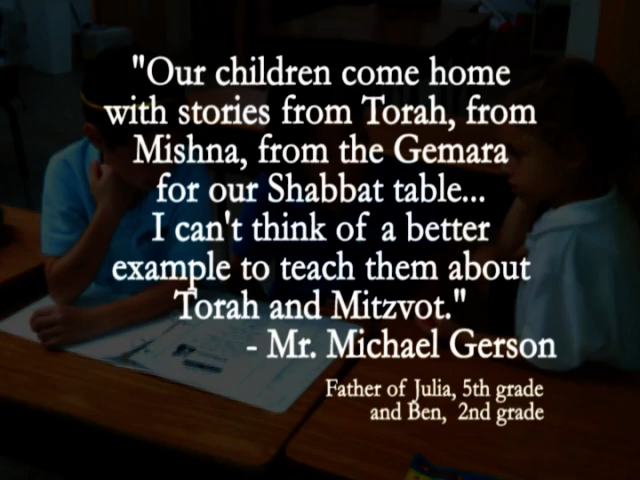 "Our children come home
with stories from Torah, from
Mishna, from the Gemara
for our Shabbat table...
I can't think of a better
example to teach them about
Torah and Mitzvot."
- Mr. Michael Gerson
Father of Julia, 5th grade
and Ben, 2nd grade